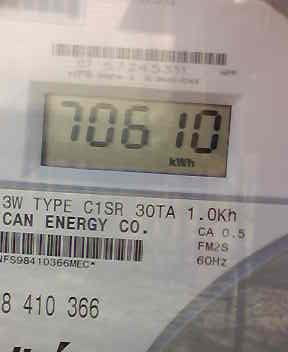 70610
kWh
3W TYPE C1SR 30TA 1.0Kh
CAN ENERGY CO.
CA 0.5
FM2S
NFS98410366MEC*
60Hz
8 410 366